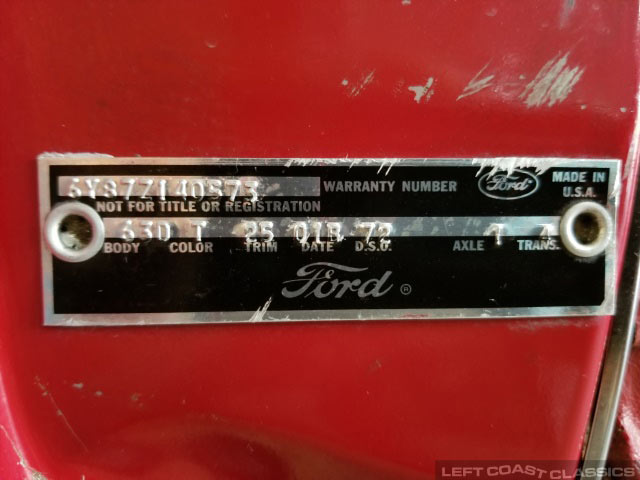 6Y87Z140873 WARRANTY NUMBER Ford MADE IN U.S.A.
NOT FOR TITLE OR REGISTRATION
63D T 25 01B 72 1 4
BODY COLOR TRIM DATE D.S.O. AXLE TRANS.
Ford ®
LEFT COAST CLASSICS